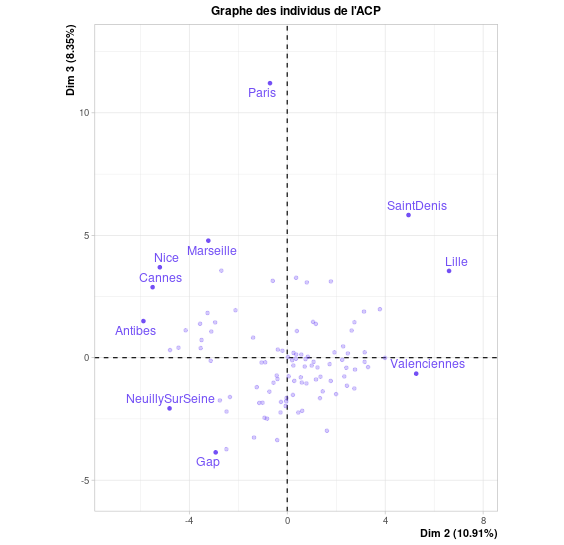 Graphe des individus de l'ACP
Dim 3 (8.35%)
Paris
10
SaintDenis
5
Marseille
Nice
Lille
Cannes
Antibes
0
Valenciennes
NeuillySurSeine
Gap
-5
-4
0
4
8
Dim 2 (10.91%)